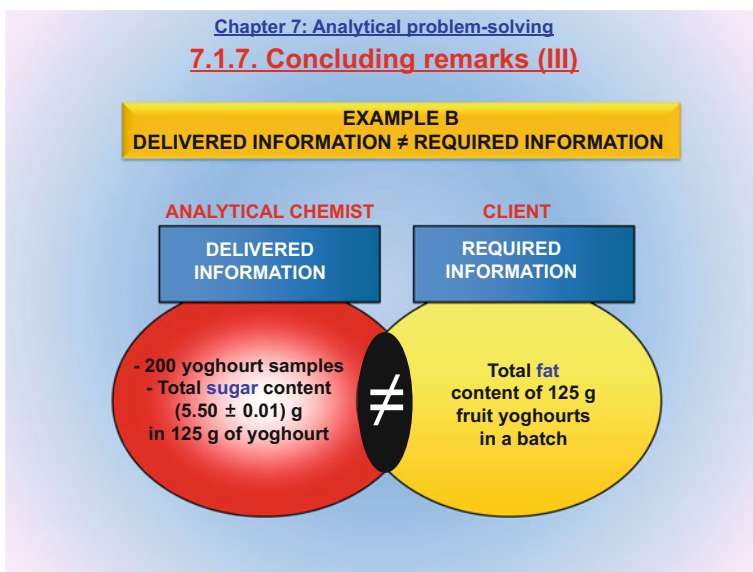 Chapter 7: Analytical problem-solving
7.1.7. Concluding remarks (III)
EXAMPLE B
DELIVERED INFORMATION ≠ REQUIRED INFORMATION
ANALYTICAL CHEMIST
DELIVERED
INFORMATION
- 200 yoghourt samples
- Total sugar content
(5.50 ± 0.01) g
in 125 g of yoghourt
≠
CLIENT
REQUIRED
INFORMATION
Total fat
content of 125 g
fruit yoghourts
in a batch